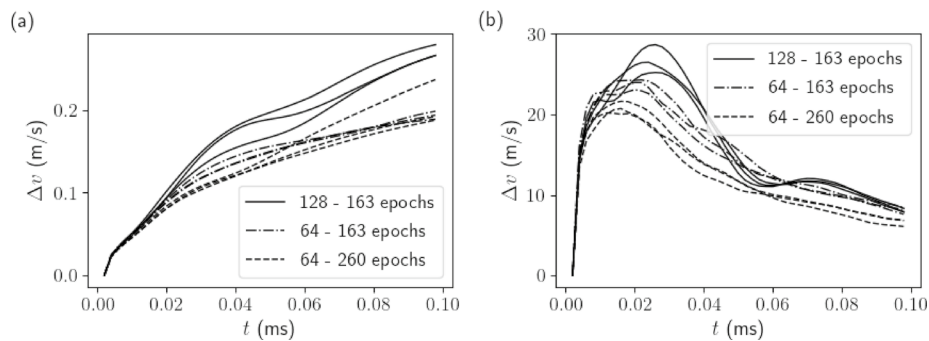 (a)
0.2
0.1
0.0
Δv (m/s)
128 - 163 epochs
64 - 163 epochs
64 - 260 epochs
0.00 0.02 0.04 0.06 0.08 0.10
t (ms)
(b)
30
20
10
0
Δv (m/s)
128 - 163 epochs
64 - 163 epochs
64 - 260 epochs
0.00 0.02 0.04 0.06 0.08 0.10
t (ms)